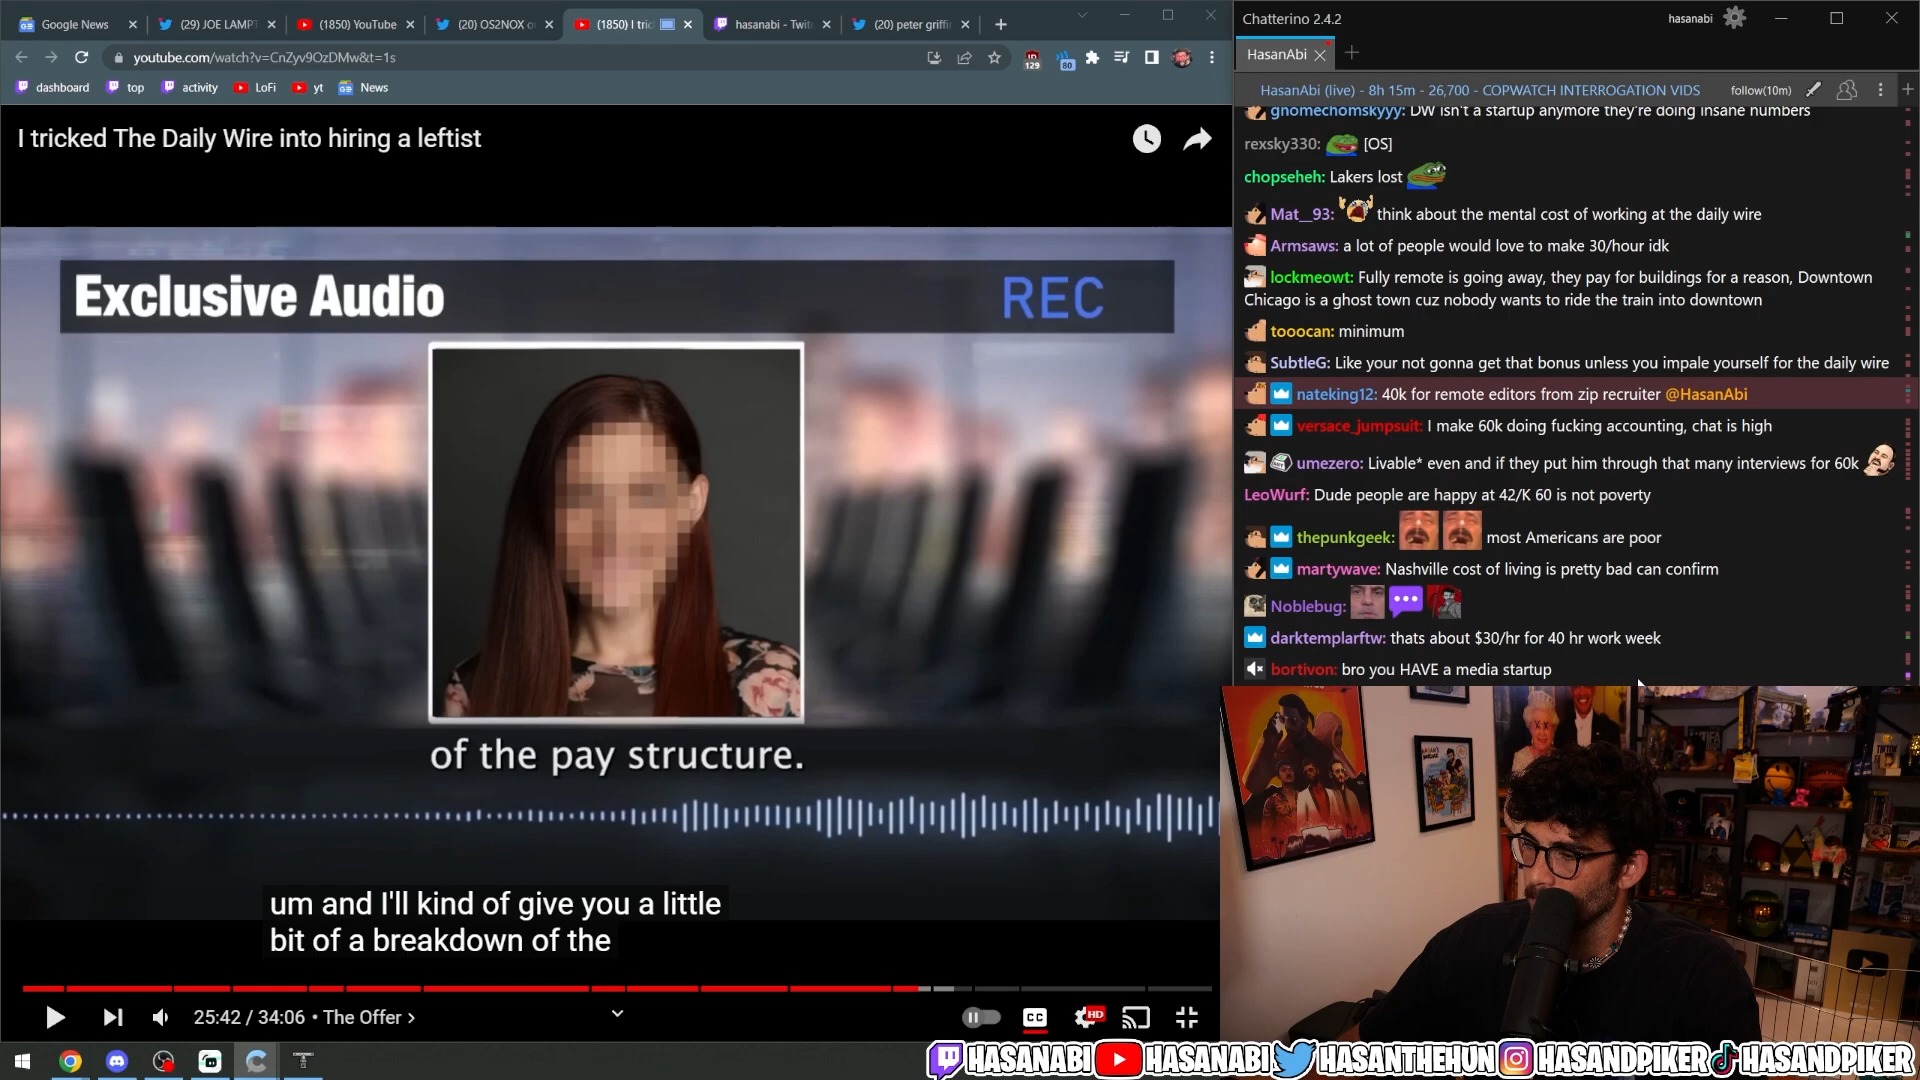 Google News
(29) JOE LAMPT
(1850) YouTube
(20) OS2NOX o
(1850) I tric
hasanabi - Twit
(20) peter griffi
youtube.com/watch?v=CnZyv9OzDMw&t=1s
129
80
dashboard
top
activity
LoFi
yt
News
I tricked The Daily Wire into hiring a leftist
Exclusive Audio
REC
of the pay structure.
um and I'll kind of give you a little
bit of a breakdown of the
25:42 / 34:06 • The Offer ›
CC
HD
Chatterino 2.4.2
hasanabi
HasanAbi
HasanAbi (live) - 8h 15m - 26,700 - COPWATCH INTERROGATION VIDS
follow(10m)
gnomechomskyyy: DW isn't a startup anymore they're doing insane numbers
rexsky330: [OS]
chopseheh: Lakers lost
Mat__93: think about the mental cost of working at the daily wire
Armsaws: a lot of people would love to make 30/hour idk
lockmeowt: Fully remote is going away, they pay for buildings for a reason, Downtown
Chicago is a ghost town cuz nobody wants to ride the train into downtown
tooocan: minimum
SubtleG: Like your not gonna get that bonus unless you impale yourself for the daily wire
nateking12: 40k for remote editors from zip recruiter @HasanAbi
versace_jumpsuit: I make 60k doing fucking accounting, chat is high
umezero: Livable* even and if they put him through that many interviews for 60k
LeoWurf: Dude people are happy at 42/K 60 is not poverty
thepunkgeek: most Americans are poor
martywave: Nashville cost of living is pretty bad can confirm
Noblebug:
darktemplarftw: thats about $30/hr for 40 hr work week
bortivon: bro you HAVE a media startup
HASANABI
HASANABI
HASANTHEHUN
HASANDPIKER
HASANDPIKER